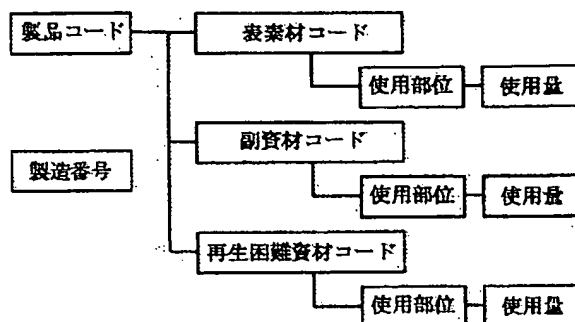 製品コード
表素材コード
使用部位
使用量
副資材コード
製造番号
使用部位
使用量
再生困難資材コード
使用部位
使用量